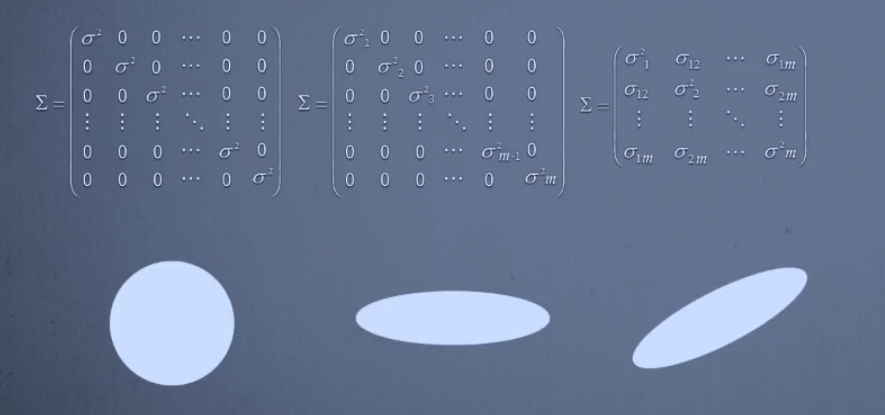 Σ = ( σ² 0 0 ⋯ 0 0
0 σ² 0 ⋯ 0 0
0 0 σ² ⋯ 0 0
⋮ ⋮ ⋮ ⋱ ⋮ ⋮
0 0 0 ⋯ σ² 0
0 0 0 ⋯ 0 σ² )
Σ = ( σ²₁ 0 0 ⋯ 0 0
0 σ²₂ 0 ⋯ 0 0
0 0 σ²₃ ⋯ 0 0
⋮ ⋮ ⋮ ⋱ ⋮ ⋮
0 0 0 ⋯ σ²m-1 0
0 0 0 ⋯ 0 σ²m )
Σ = ( σ²₁ σ₁₂ ⋯ σ1m
σ₁₂ σ²₂ ⋯ σ2m
⋮ ⋮ ⋱ ⋮
σ1m σ2m ⋯ σ²m )